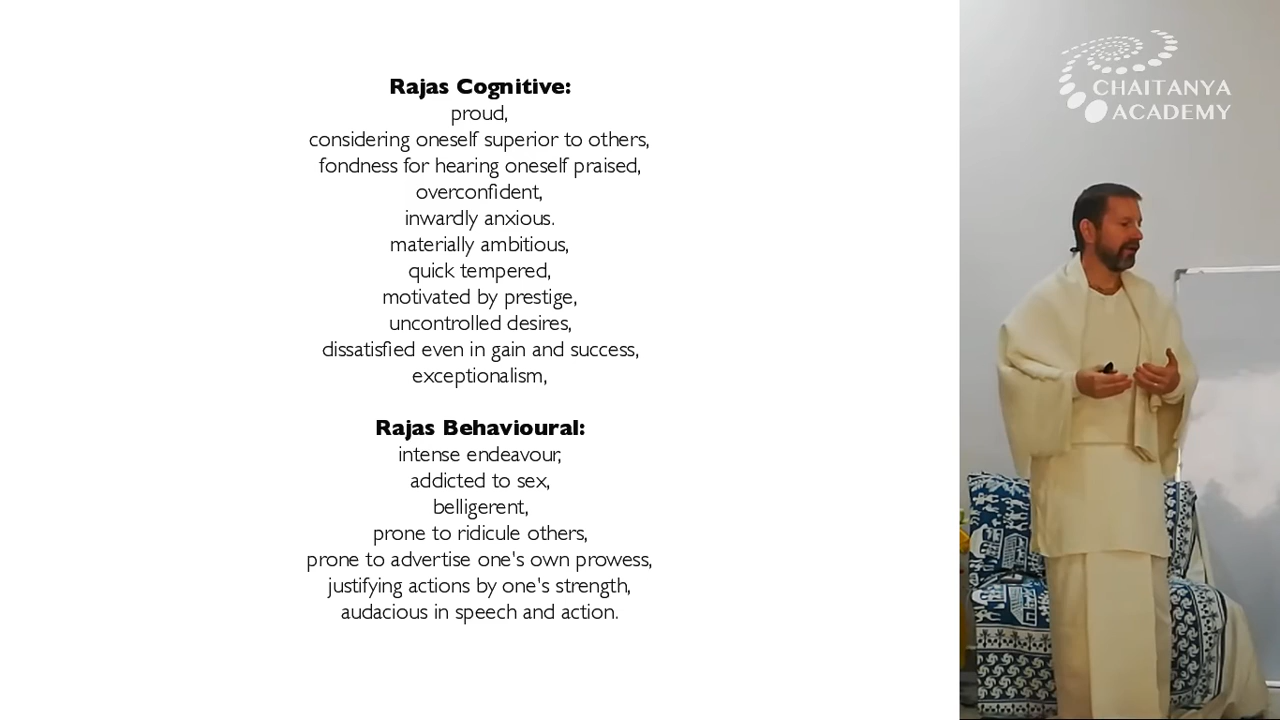 Rajas Cognitive:
proud,
considering oneself superior to others,
fondness for hearing oneself praised,
overconfident,
inwardly anxious.
materially ambitious,
quick tempered,
motivated by prestige,
uncontrolled desires,
dissatisfied even in gain and success,
exceptionalism,
Rajas Behavioural:
intense endeavour,
addicted to sex,
belligerent,
prone to ridicule others,
prone to advertise one's own prowess,
justifying actions by one's strength,
audacious in speech and action.
CHAITANYA
ACADEMY